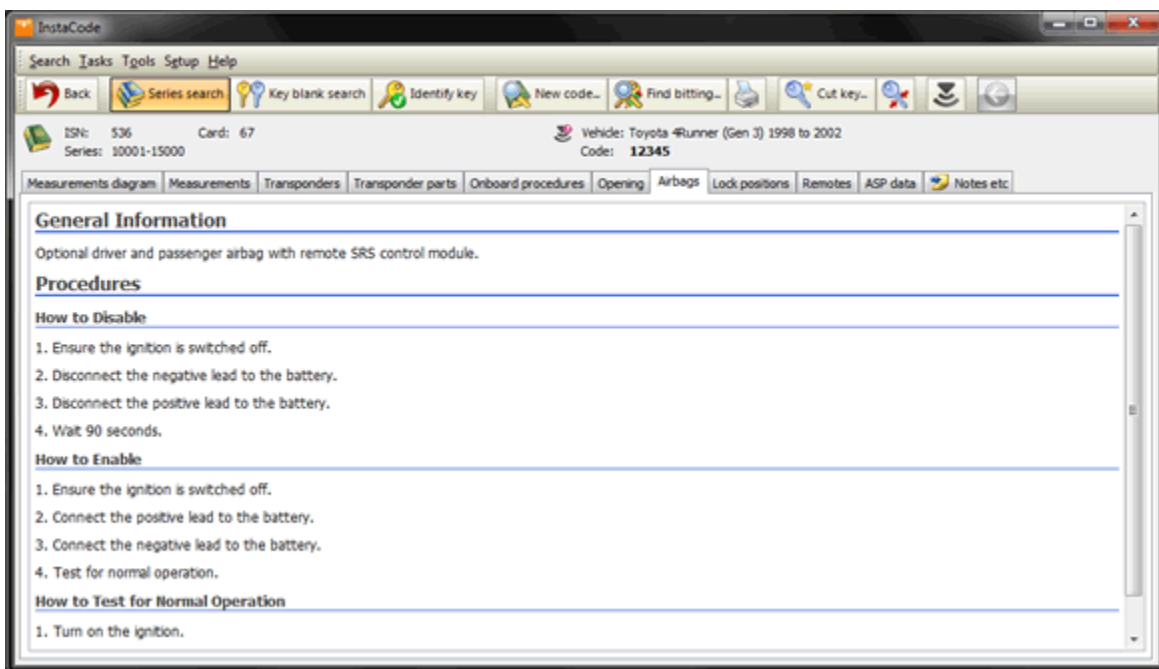 InstaCode
Search Tasks Tools Setup Help
Back Series search Key blank search Identify key New code... Find bitting... Cut key...
ISN: 536 Card: 67 Vehicle: Toyota 4Runner (Gen 3) 1998 to 2002
Series: 10001-15000 Code: 12345
Measurements diagram Measurements Transponders Transponder parts Onboard procedures Opening Airbags Lock positions Remotes ASP data Notes etc
General Information
Optional driver and passenger airbag with remote SRS control module.
Procedures
How to Disable
1. Ensure the ignition is switched off.
2. Disconnect the negative lead to the battery.
3. Disconnect the positive lead to the battery.
4. Wait 90 seconds.
How to Enable
1. Ensure the ignition is switched off.
2. Connect the positive lead to the battery.
3. Connect the negative lead to the battery.
4. Test for normal operation.
How to Test for Normal Operation
1. Turn on the ignition.